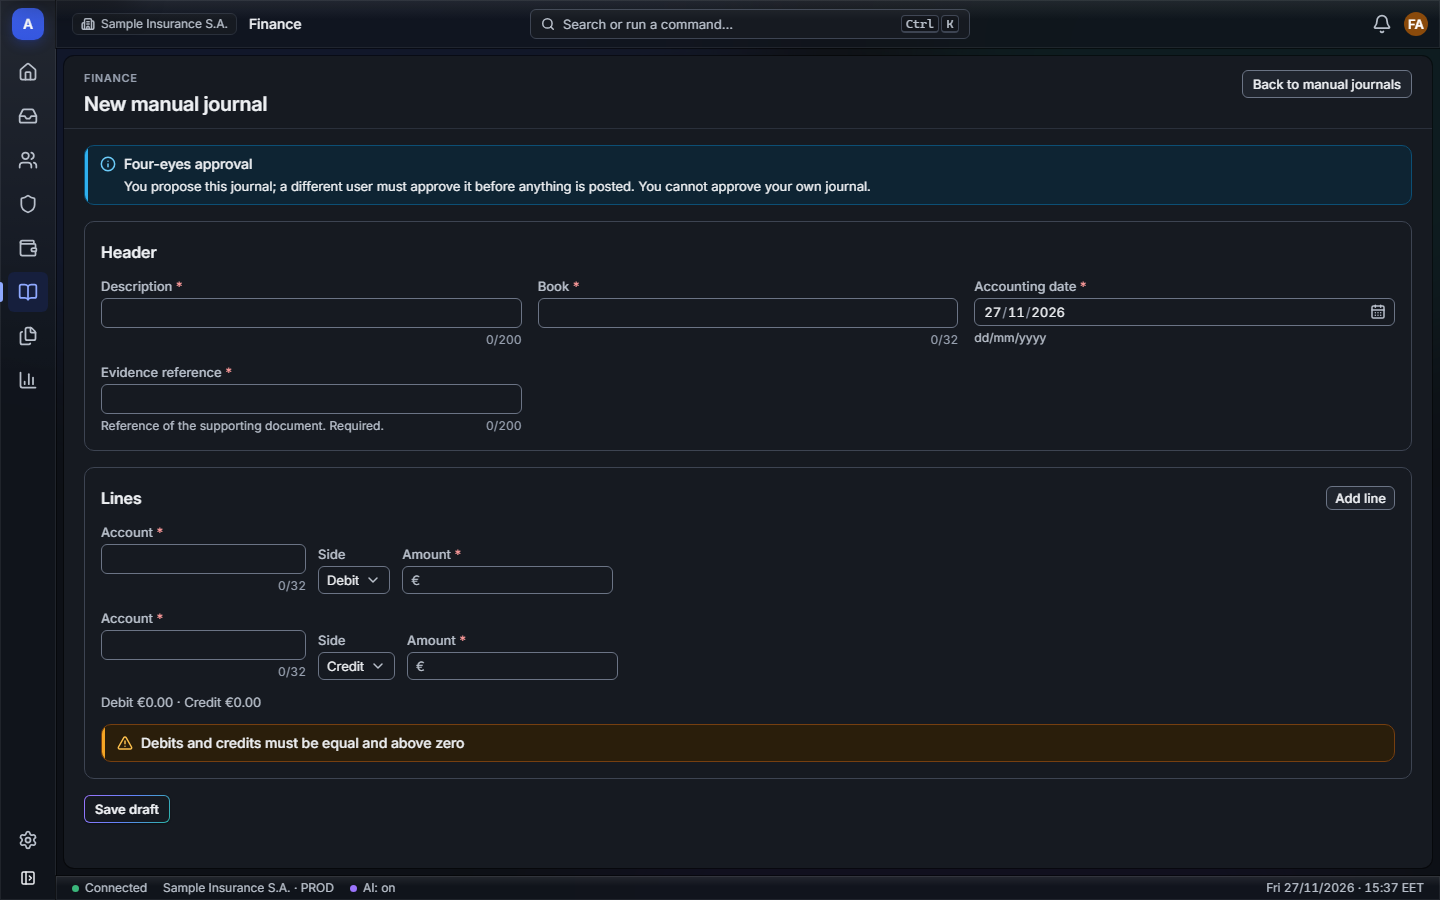 A
Sample Insurance S.A.
Finance
Search or run a command...
Ctrl K
FA
FINANCE
New manual journal
Back to manual journals
Four-eyes approval
You propose this journal; a different user must approve it before anything is posted. You cannot approve your own journal.
Header
Description *
Book *
Accounting date *
27/11/2026
0/200
0/32
dd/mm/yyyy
Evidence reference *
Reference of the supporting document. Required.
0/200
Lines
Add line
Account *
Side
Amount *
Debit
€
0/32
Account *
Side
Amount *
Credit
€
0/32
Debit €0.00 · Credit €0.00
Debits and credits must be equal and above zero
Save draft
Connected
Sample Insurance S.A. · PROD
AI: on
Fri 27/11/2026 · 15:37 EET